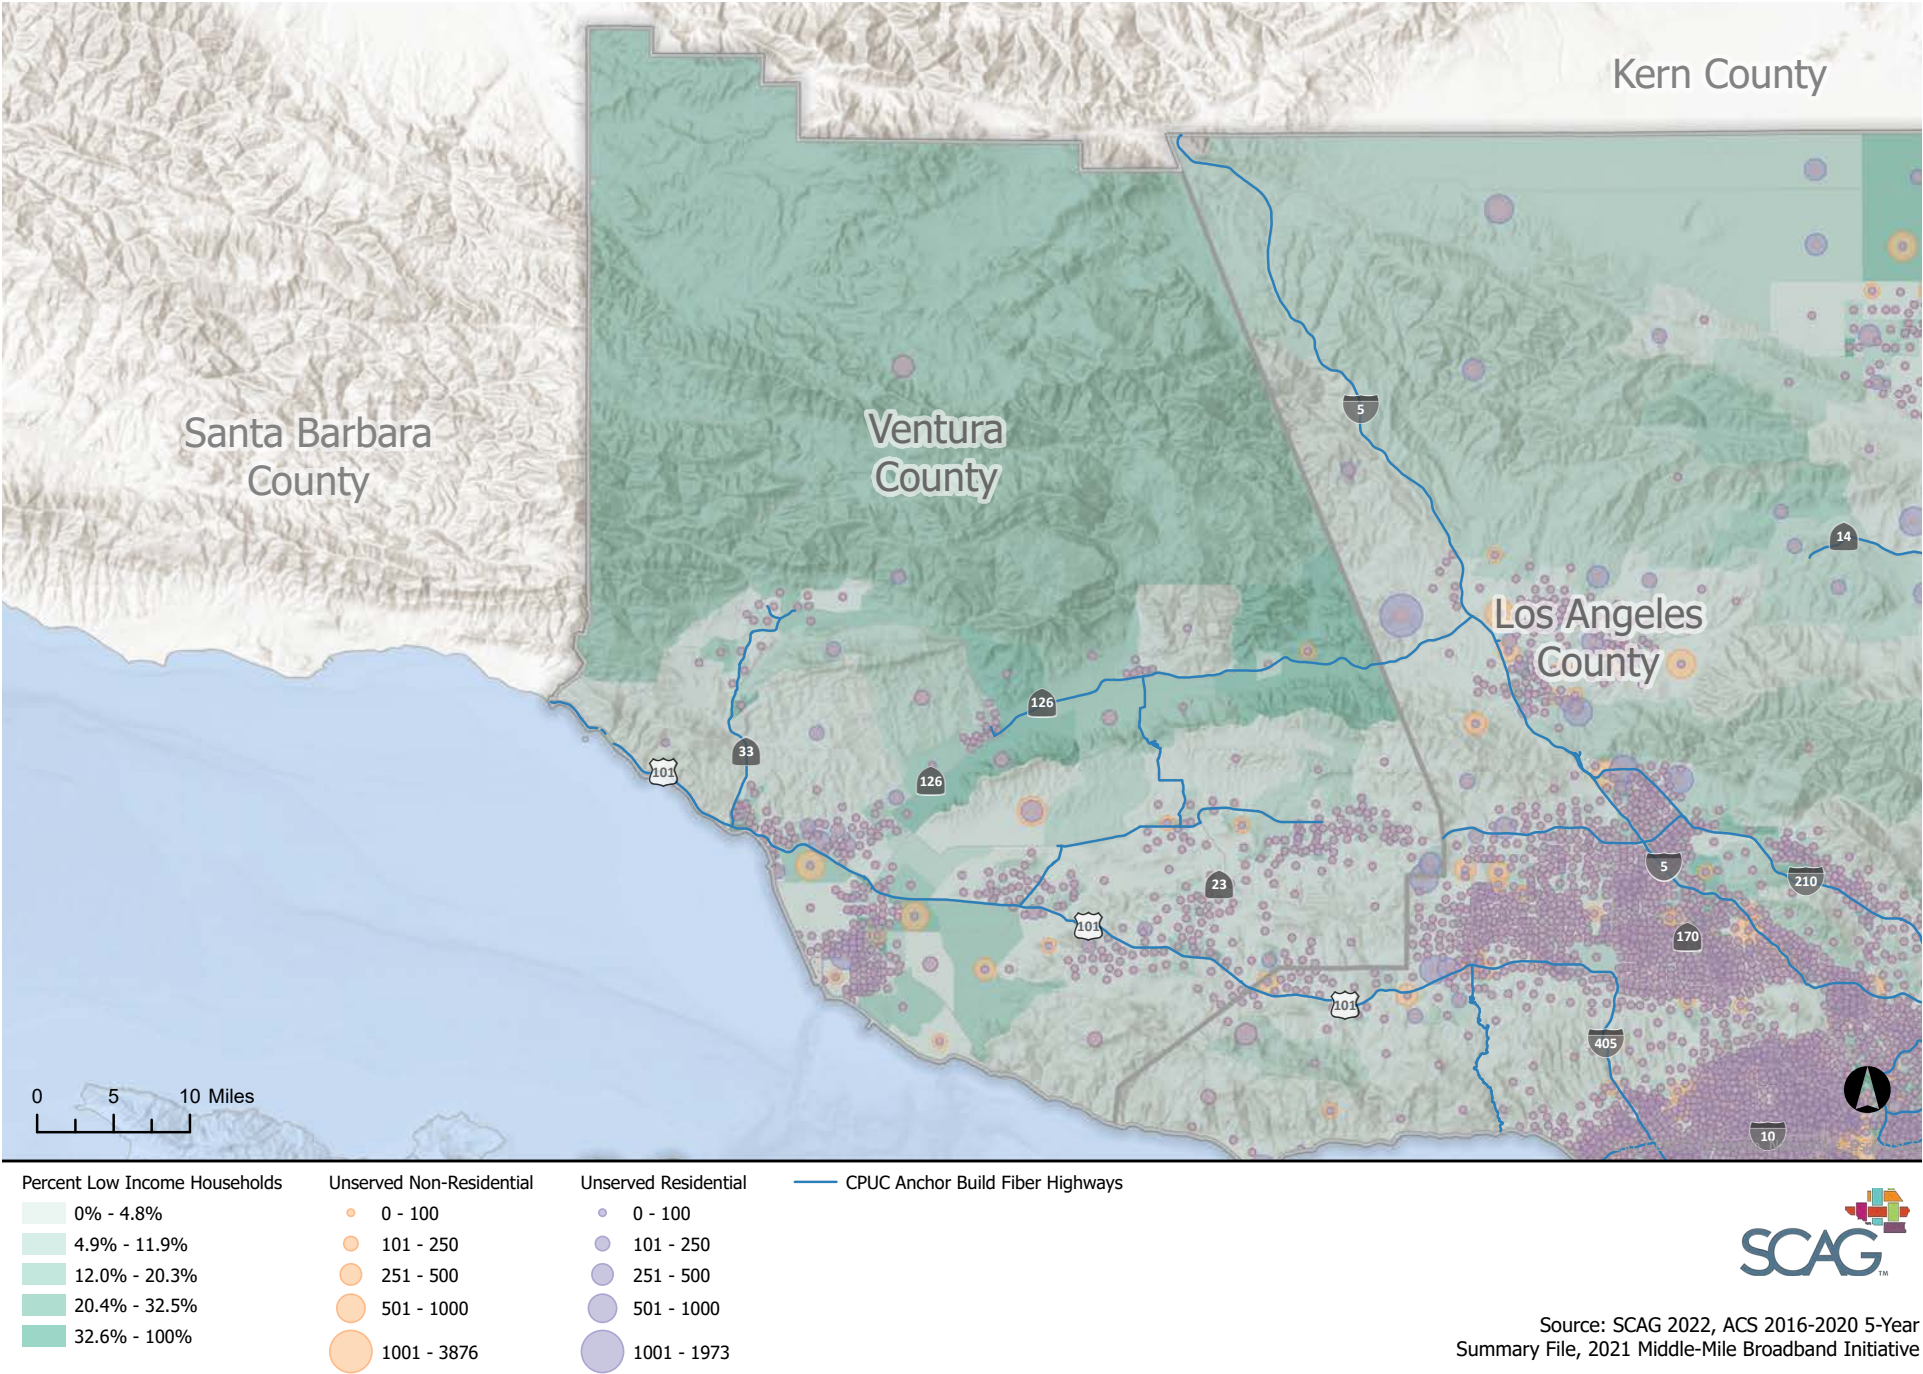 Kern County
Santa Barbara
County
Ventura
County
5
14
Los Angeles
County
126
33
101
126
5
210
23
101
170
101
405
10
0 5 10 Miles
Percent Low Income Households
0% - 4.8%
4.9% - 11.9%
12.0% - 20.3%
20.4% - 32.5%
32.6% - 100%
Unserved Non-Residential
0 - 100
101 - 250
251 - 500
501 - 1000
1001 - 3876
Unserved Residential
0 - 100
101 - 250
251 - 500
501 - 1000
1001 - 1973
CPUC Anchor Build Fiber Highways
SCAG™
Source: SCAG 2022, ACS 2016-2020 5-Year
Summary File, 2021 Middle-Mile Broadband Initiative